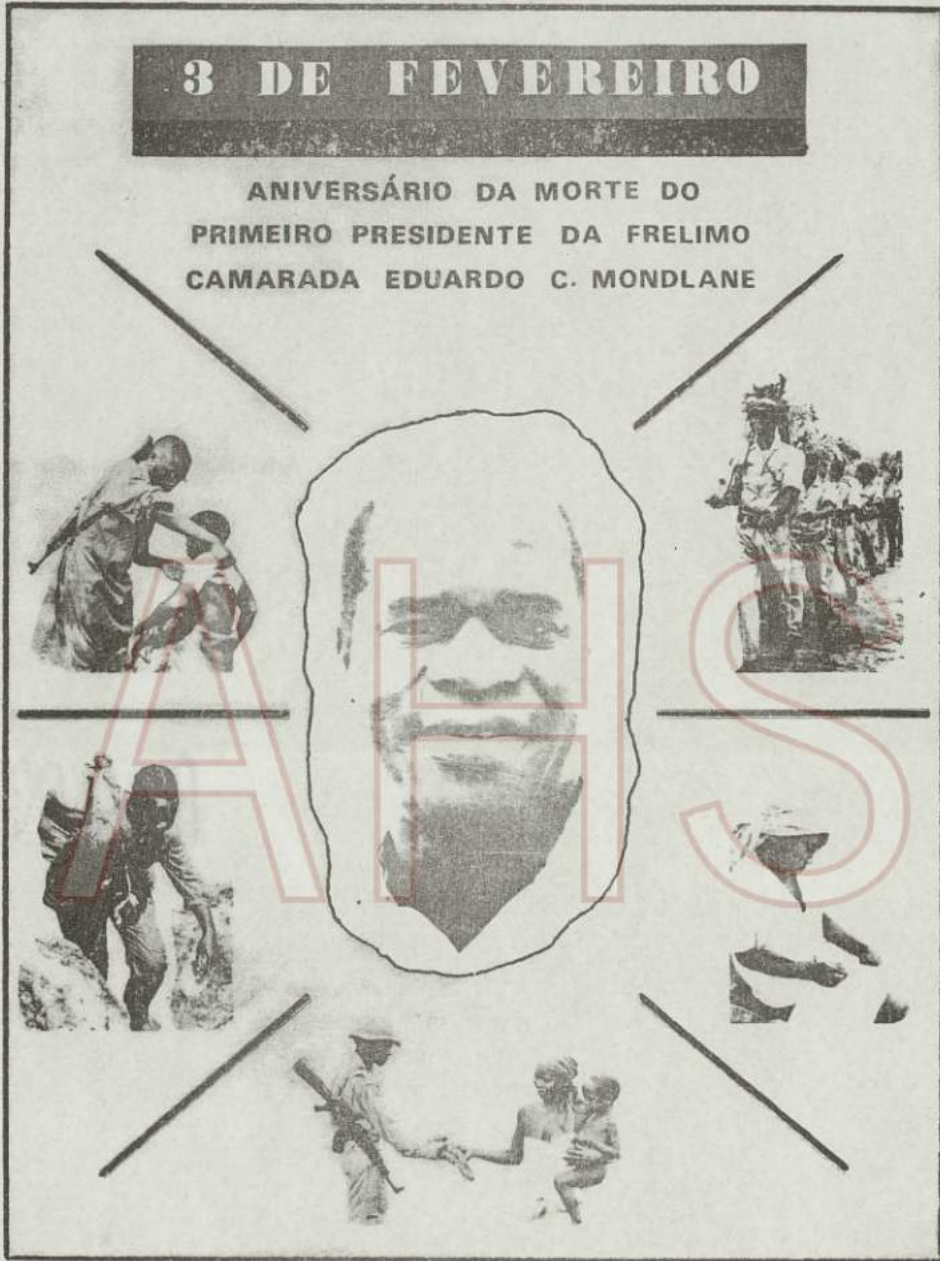 3 DE FEVEREIRO
ANIVERSÁRIO DA MORTE DO
PRIMEIRO PRESIDENTE DA FRELIMO
CAMARADA EDUARDO C. MONDLANE
AHS